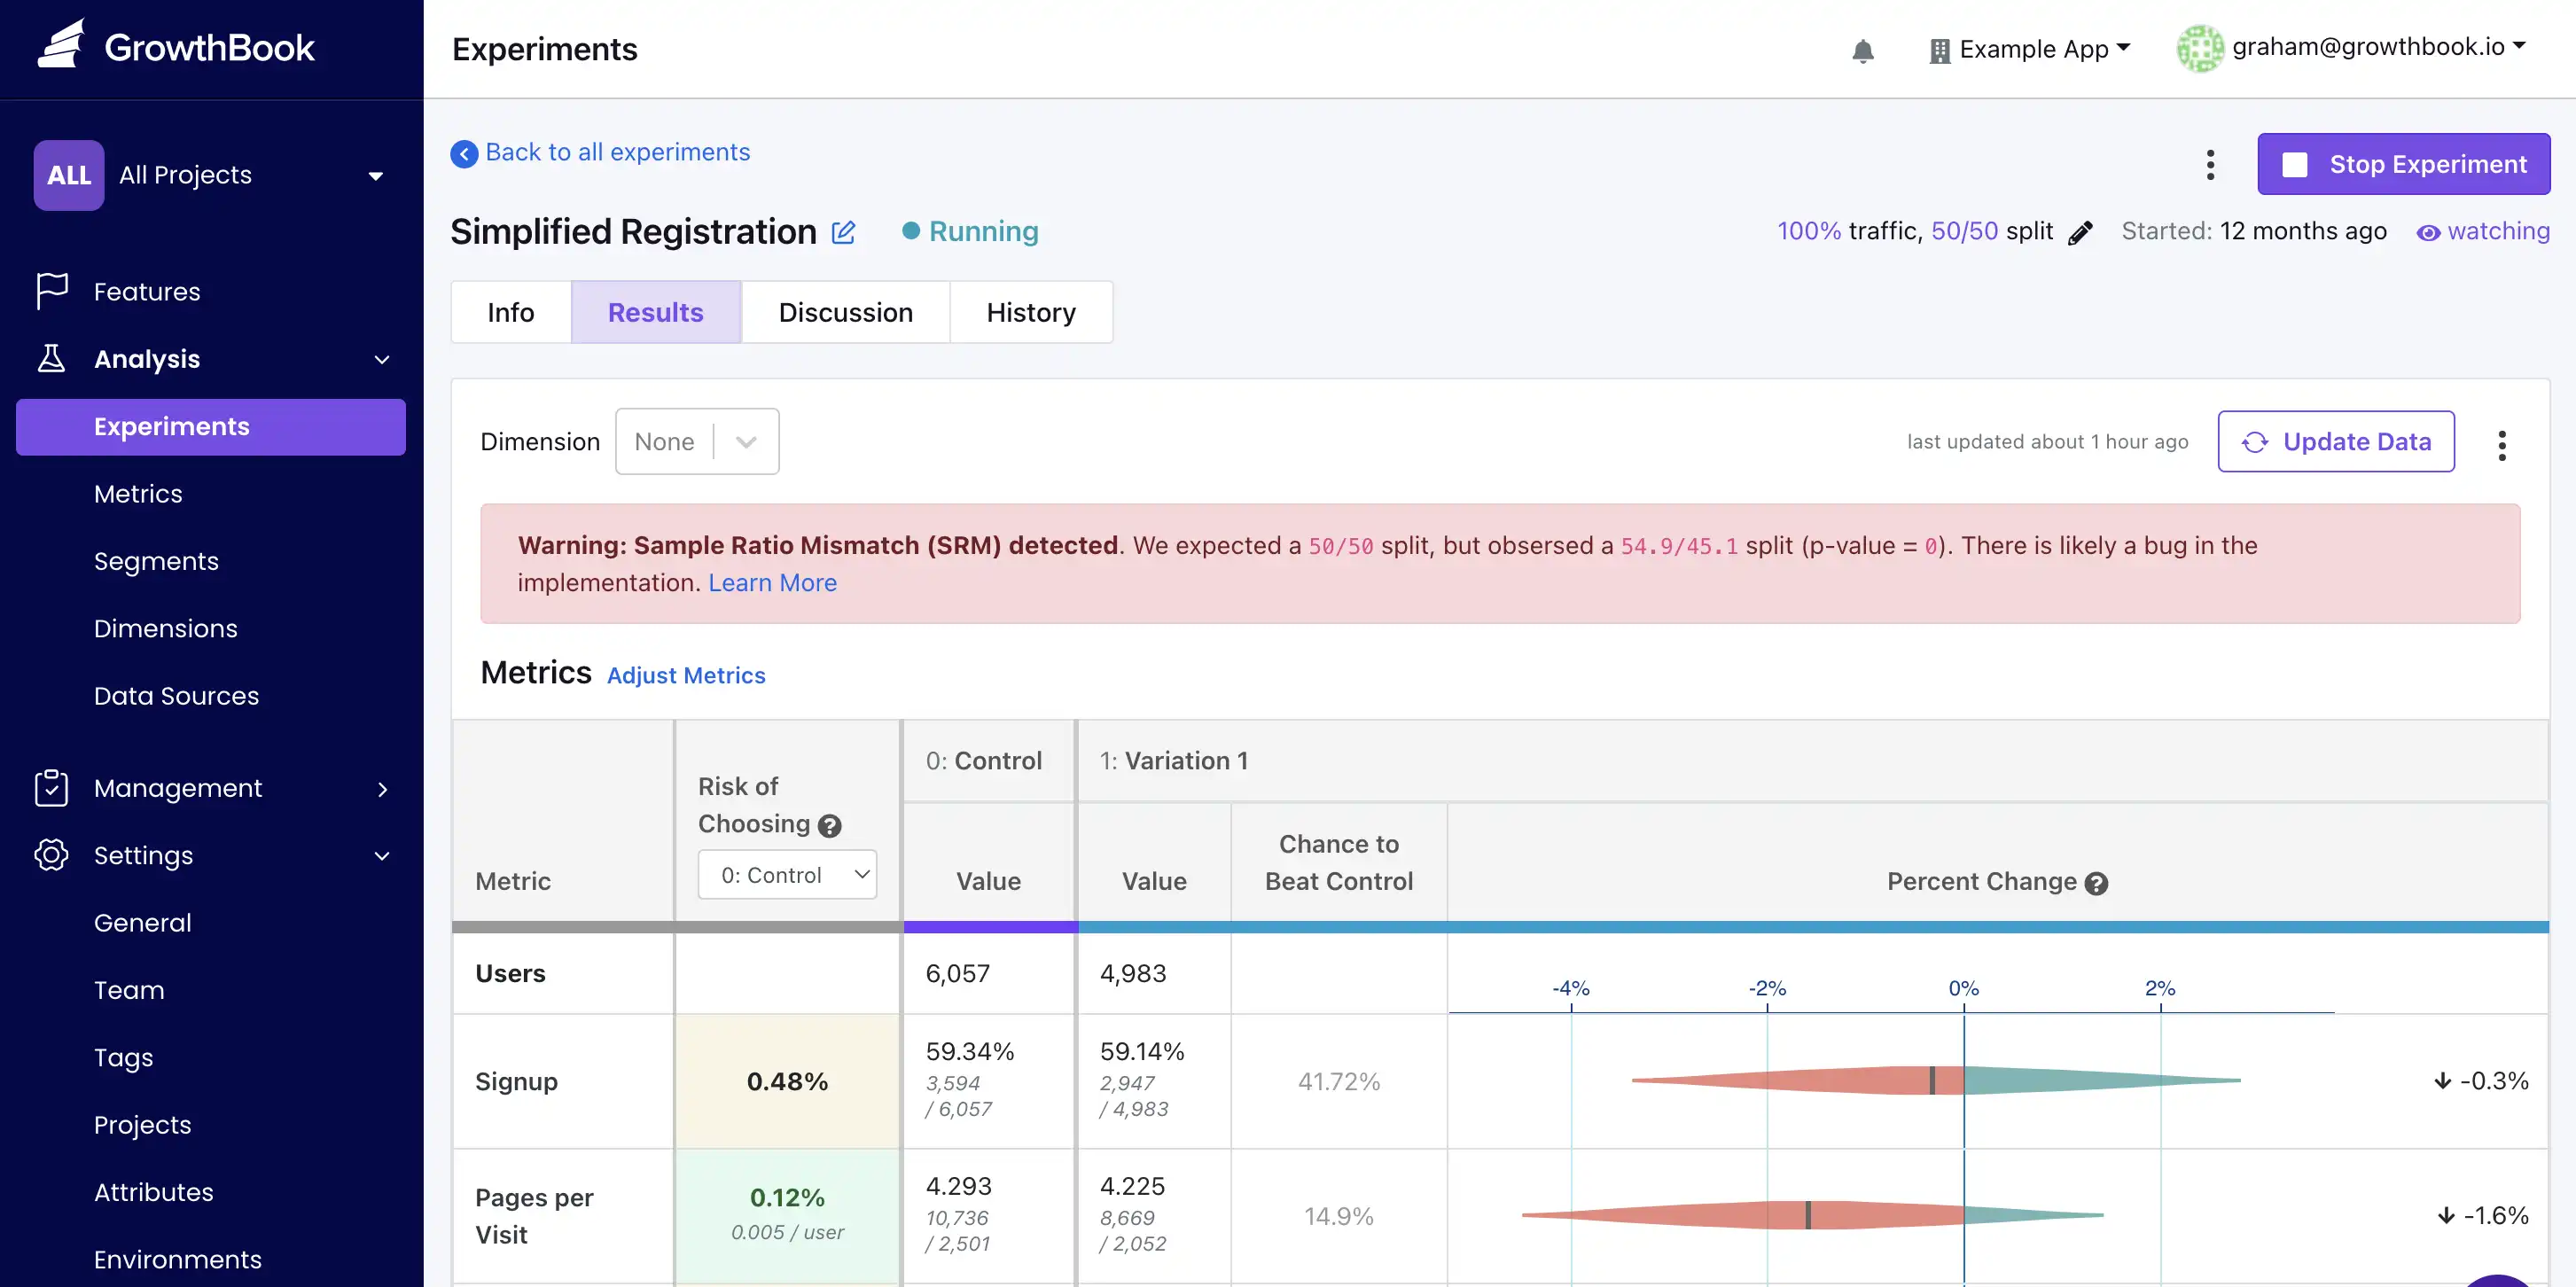 GrowthBook
Experiments
Example App
graham@growthbook.io
ALL All Projects
Features
Analysis
Experiments
Metrics
Segments
Dimensions
Data Sources
Management
Settings
General
Team
Tags
Projects
Attributes
Environments
Back to all experiments
Stop Experiment
Simplified Registration
Running
100% traffic, 50/50 split
Started: 12 months ago
watching
Info
Results
Discussion
History
Dimension
None
last updated about 1 hour ago
Update Data
Warning: Sample Ratio Mismatch (SRM) detected. We expected a 50/50 split, but obsersed a 54.9/45.1 split (p-value = 0). There is likely a bug in the
implementation. Learn More
Metrics Adjust Metrics
Metric
Risk of
Choosing ?
0: Control
0: Control
Value
1: Variation 1
Value
Chance to
Beat Control
Percent Change ?
Users
6,057
4,983
-4%
-2%
0%
2%
Signup
0.48%
59.34%
3,594
/ 6,057
59.14%
2,947
/ 4,983
41.72%
-0.3%
Pages per
Visit
0.12%
0.005 / user
4.293
10,736
/ 2,501
4.225
8,669
/ 2,052
14.9%
-1.6%